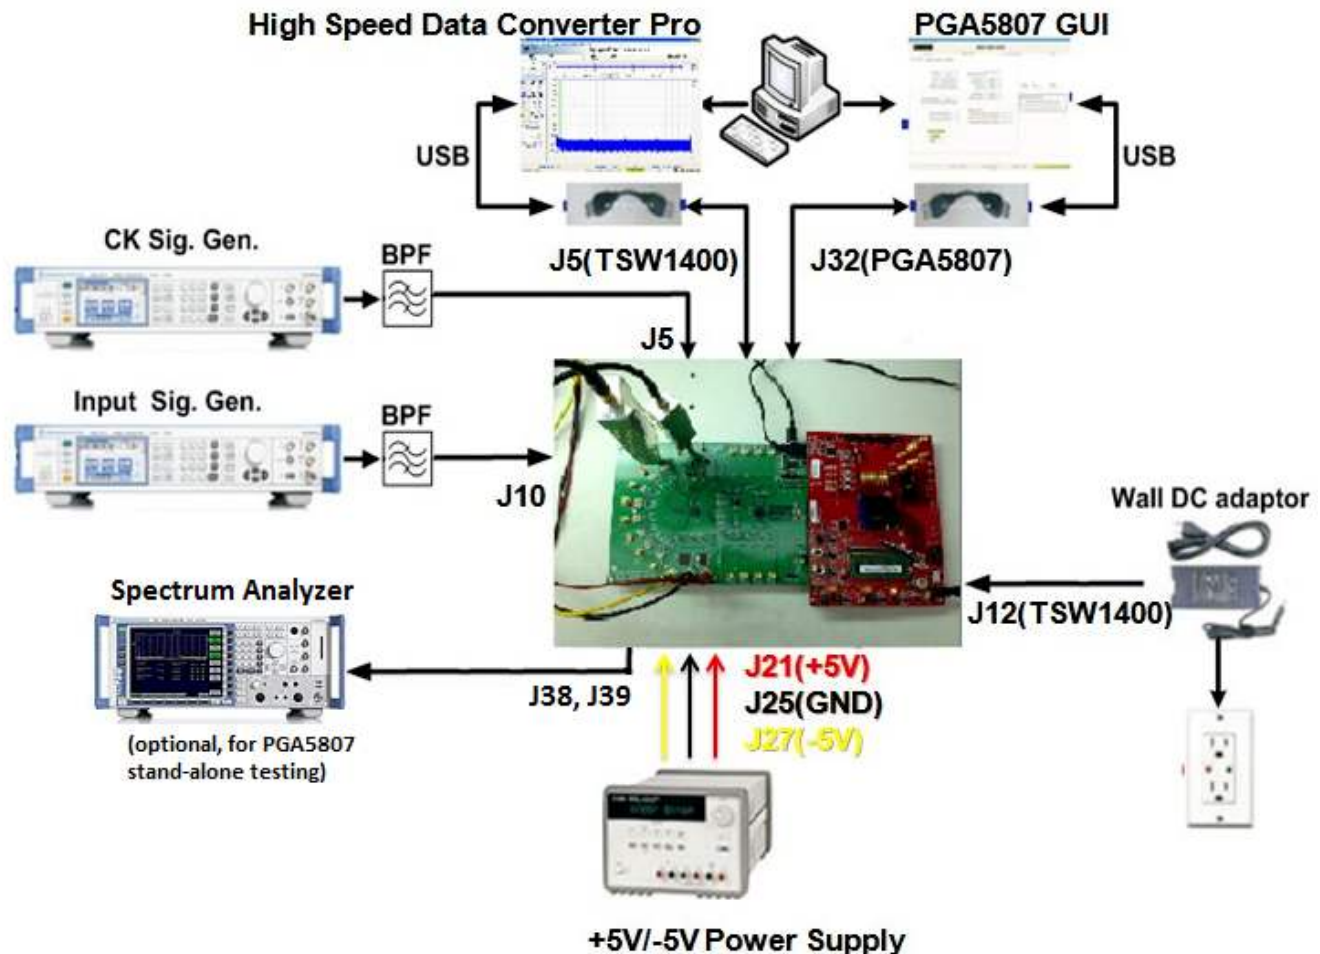 High Speed Data Converter Pro
PGA5807 GUI
USB
USB
J5(TSW1400)
J32(PGA5807)
CK Sig. Gen.
BPF
J5
Input Sig. Gen.
BPF
J10
Wall DC adaptor
J12(TSW1400)
Spectrum Analyzer
J38, J39
(optional, for PGA5807
stand-alone testing)
J21(+5V)
J25(GND)
J27(-5V)
+5V/-5V Power Supply